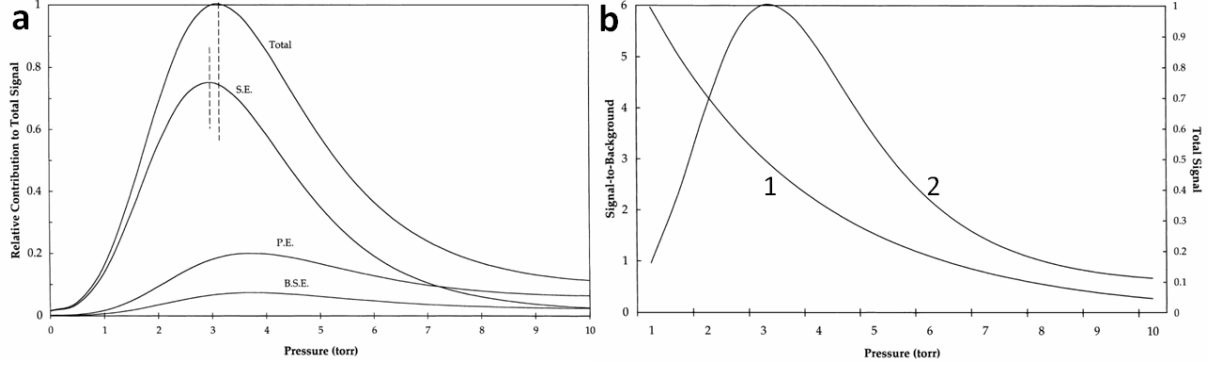 a
Relative Contribution to Total Signal
1
0.8
0.6
0.4
0.2
0
Total
S.E.
P.E.
B.S.E.
0 1 2 3 4 5 6 7 8 9 10
Pressure (torr)
b
Signal-to-Background
6
5
4
3
2
1
0
1
2
1
0.9
0.8
0.7
0.6
0.5
0.4
0.3
0.2
0.1
0
Total Signal
1 2 3 4 5 6 7 8 9 10
Pressure (torr)